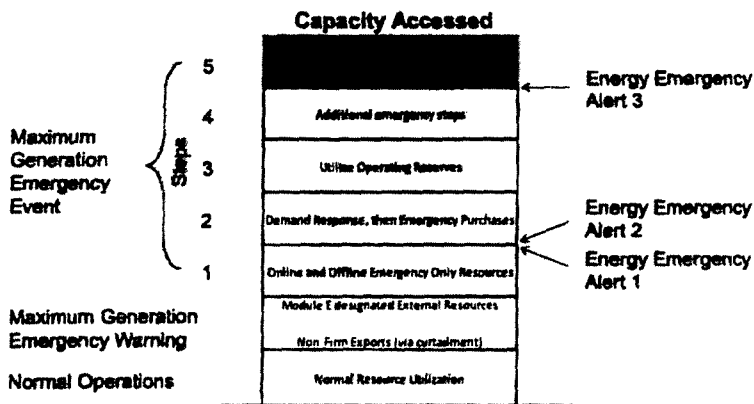 Capacity Accessed
5
Energy Emergency
Alert 3
4
Additional emergency steps
Maximum
Generation
Emergency
Event
Steps
3
Utilize Operating Reserves
2
Demand Response, then Emergency Purchases
Energy Emergency
Alert 2
1
Online and Offline Emergency Only Resources
Energy Emergency
Alert 1
Maximum Generation
Emergency Warning
Module E designated External Resources
Non-Firm Exports (via curtailment)
Normal Operations
Normal Resource Utilization